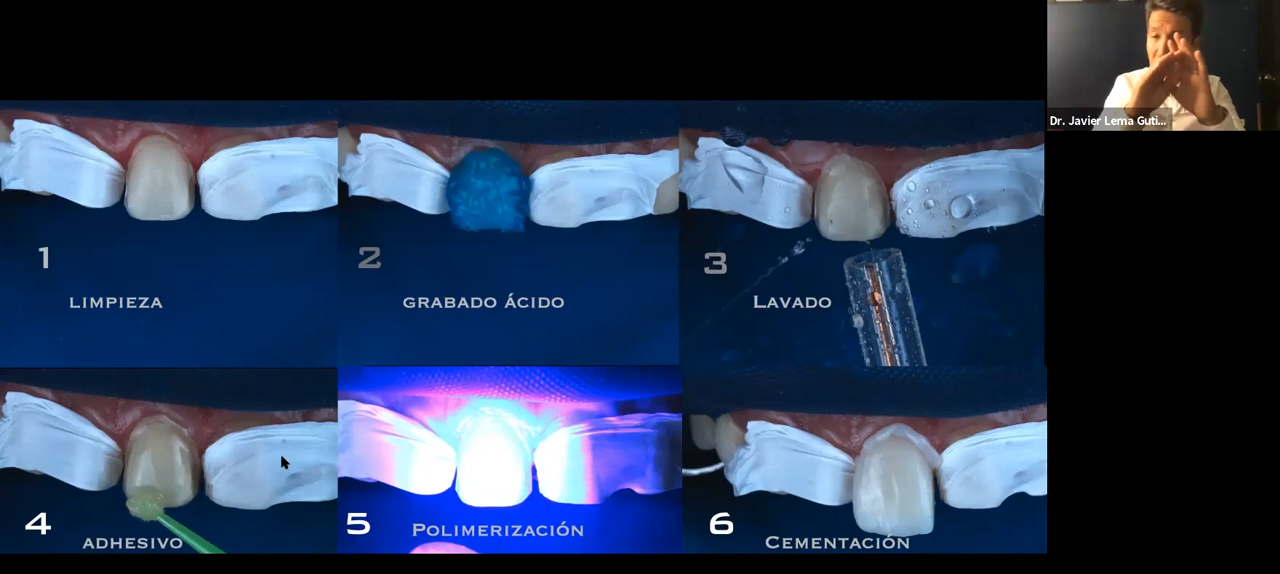 Dr. Javier Lema Guti...
1
2
3
LIMPIEZA
GRABADO ÁCIDO
LAVADO
4
5
6
ADHESIVO
POLIMERIZACIÓN
CEMENTACIÓN